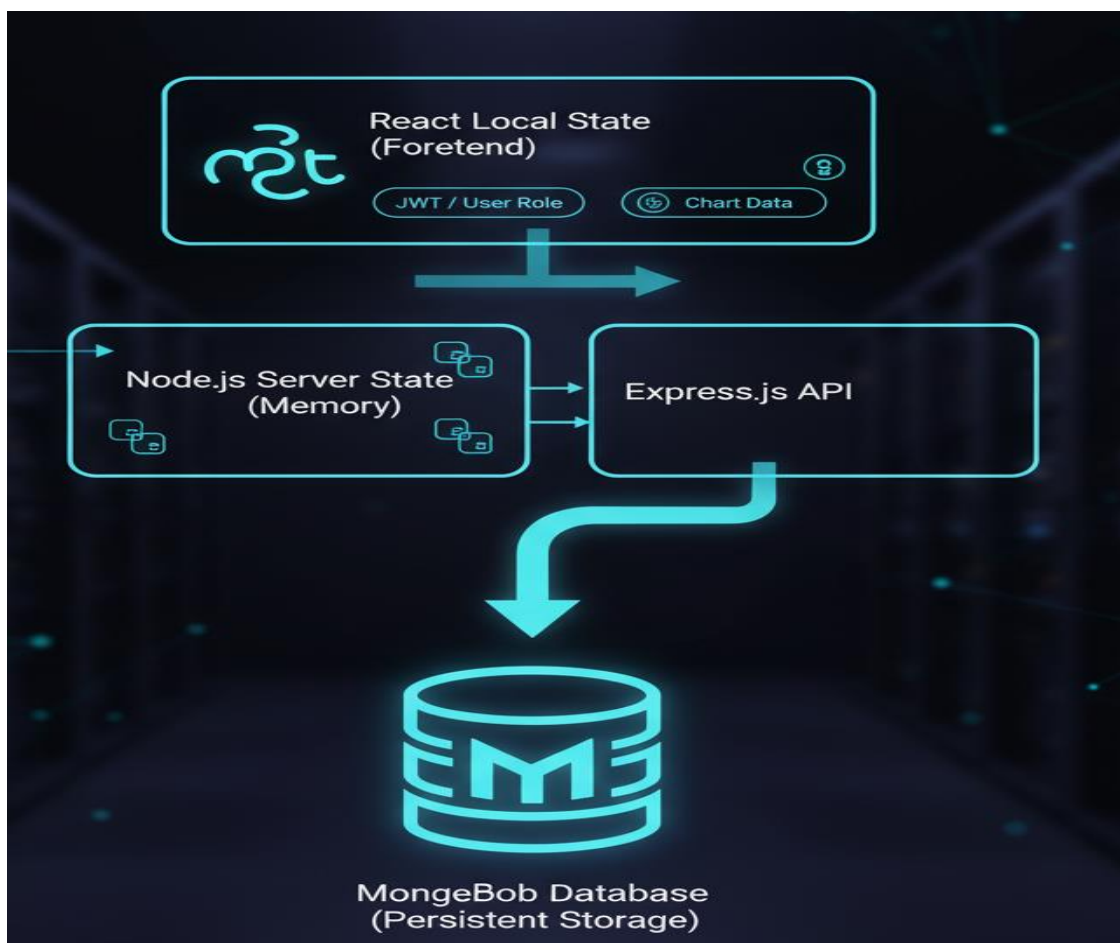 React Local State
(Foretend)
JWT / User Role
Chart Data
Node.js Server State
(Memory)
Express.js API
M
MongeBob Database
(Persistent Storage)